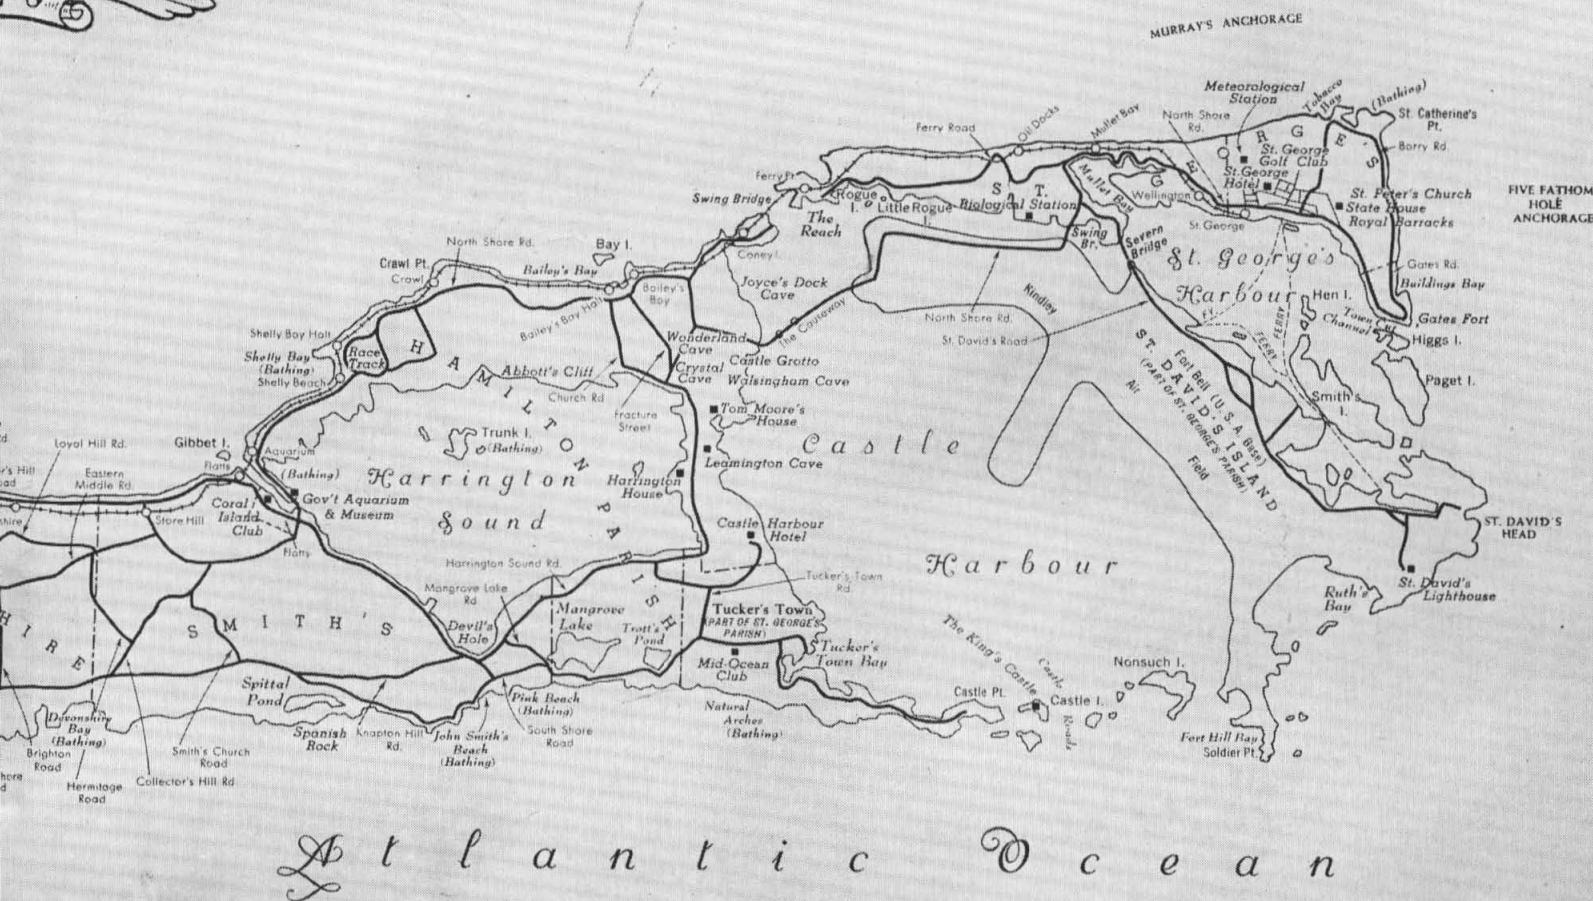 MURRAY'S ANCHORAGE
Meteorological
Station
Tobacco
Bay
(Bathing)
St. Catherine's
Pt.
Ferry Road
Oil Docks
Mullet Bay
North Shore
Rd.
ST. GEORGE'S
Barry Rd.
St. George
Golf Club
St. George
Hotel
Ferry Pt.
Swing Bridge
Rogue
I.
Little Rogue
I.
Biological Station
Mullet Bay
Wellington
St. Peter's Church
State House
Royal Barracks
FIVE FATHOM
HOLE
ANCHORAGE
The
Reach
Swing
Br.
Severn
Bridge
St. George
St. George's
Harbour
Gates Rd.
Buildings Bay
North Shore Rd.
Bay I.
Crawl Pt.
Crawl
Bailey's Bay
Coney I.
Bailey's
Bay
Joyce's Dock
Cave
Kindley
Hen I.
FY.
FERRY
FERRY
Town Cut
Channel
Gates Fort
Higgs I.
Bailey's Bay Halt
The Causeway
North Shore Rd.
St. David's Road
Shelly Bay Halt
Shelly Bay
(Bathing)
Shelly Beach
Race
Track
HAMILTON PARISH
Abbott's Cliff
Church Rd
Fracture
Street
Wonderland
Cave
Crystal
Cave
Castle Grotto
Walsingham Cave
Air
Fort Bell (U.S.A. Base)
ST. DAVID'S ISLAND
(PART OF ST. GEORGE'S PARISH)
Paget I.
Smith's
I.
Tom Moore's
House
Loyal Hill Rd.
Gibbet I.
Aquarium
Flatts
(Bathing)
Trunk I.
(Bathing)
Castle
Leamington Cave
Field
Eastern
Middle Rd.
Harrington
Sound
Harrington
House
Store Hill
Coral
Island
Club
Gov't Aquarium
& Museum
Flatts
Castle Harbour
Hotel
ST. DAVID'S
HEAD
Harbour
Harrington Sound Rd.
Mangrove Lake
Rd
Tucker's Town
Rd.
St. David's
Lighthouse
Ruth's
Bay
SMITH'S
Devil's
Hole
Mangrove
Lake
Trott's
Pond
Tucker's Town
(PART OF ST. GEORGE'S
PARISH)
Tucker's
Town Bay
Mid-Ocean
Club
The King's Castle
Castle
Roads
Nonsuch I.
Castle Pt.
Castle I.
Spittal
Pond
Pink Beach
(Bathing)
Natural
Arches
(Bathing)
Devonshire
Bay
(Bathing)
Spanish
Rock
Knapton Hill
Rd.
John Smith's
Beach
(Bathing)
South Shore
Road
Fort Hill Bay
Soldier Pt.
Brighton
Road
Smith's Church
Road
Collector's Hill Rd
Hermitage
Road
Atlantic Ocean